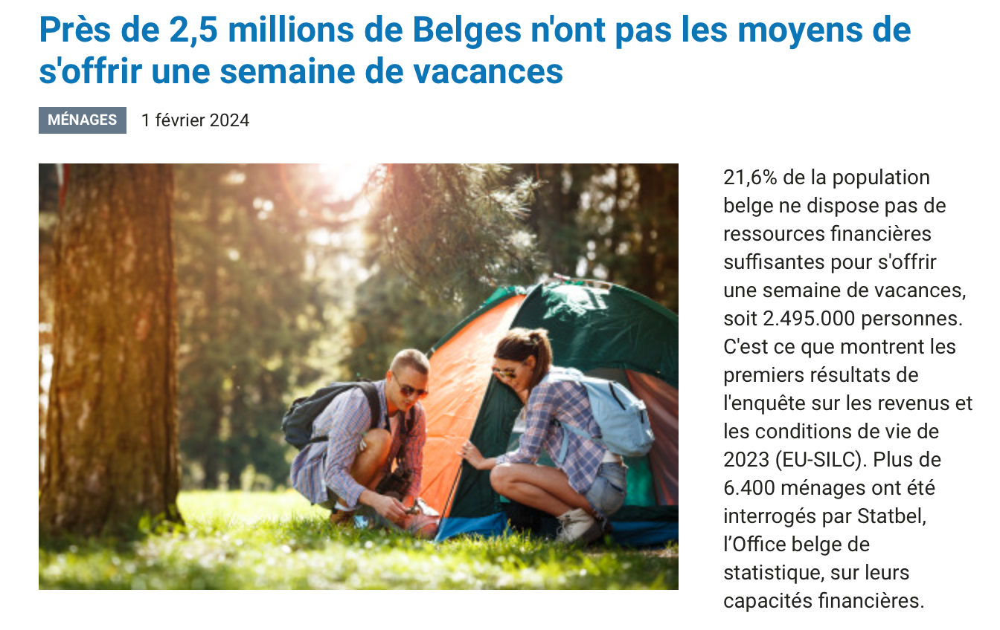 Près de 2,5 millions de Belges n'ont pas les moyens de
s'offrir une semaine de vacances
MÉNAGES 1 février 2024
21,6% de la population
belge ne dispose pas de
ressources financières
suffisantes pour s'offrir
une semaine de vacances,
soit 2.495.000 personnes.
C'est ce que montrent les
premiers résultats de
l'enquête sur les revenus et
les conditions de vie de
2023 (EU-SILC). Plus de
6.400 ménages ont été
interrogés par Statbel,
l’Office belge de
statistique, sur leurs
capacités financières.